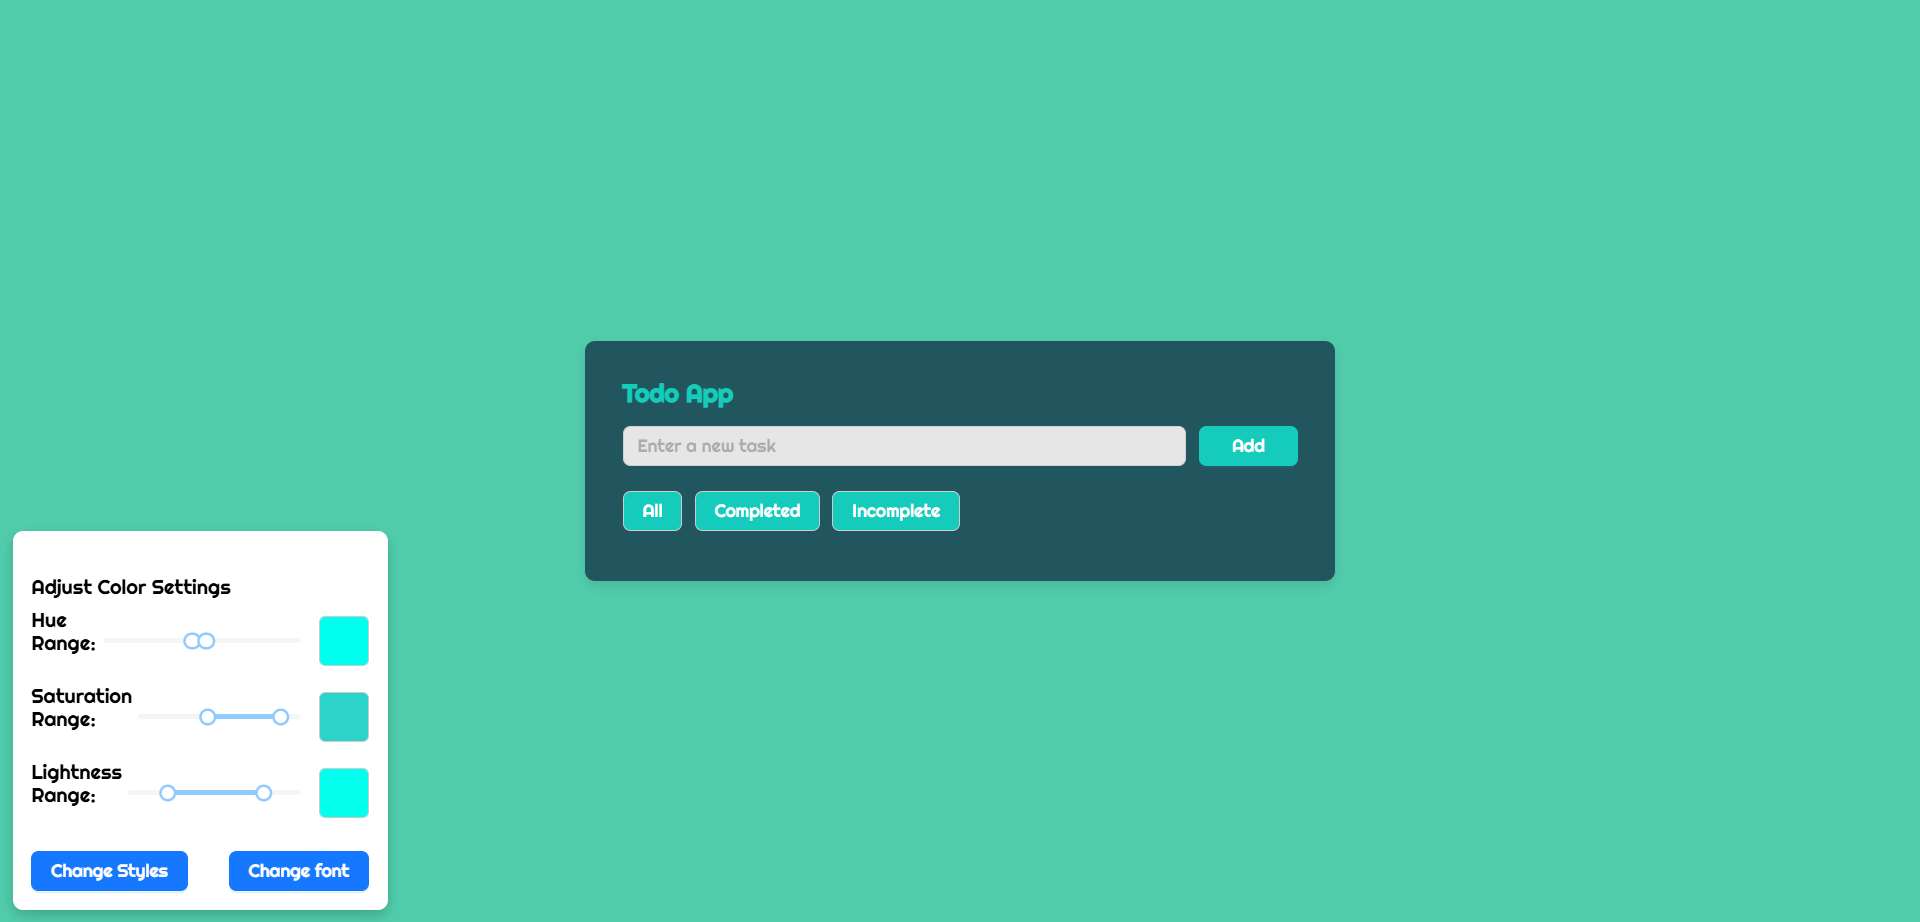 Todo App
Enter a new task
Add
All
Completed
Incomplete
Adjust Color Settings
Hue
Range:
Saturation
Range:
Lightness
Range:
Change Styles
Change font